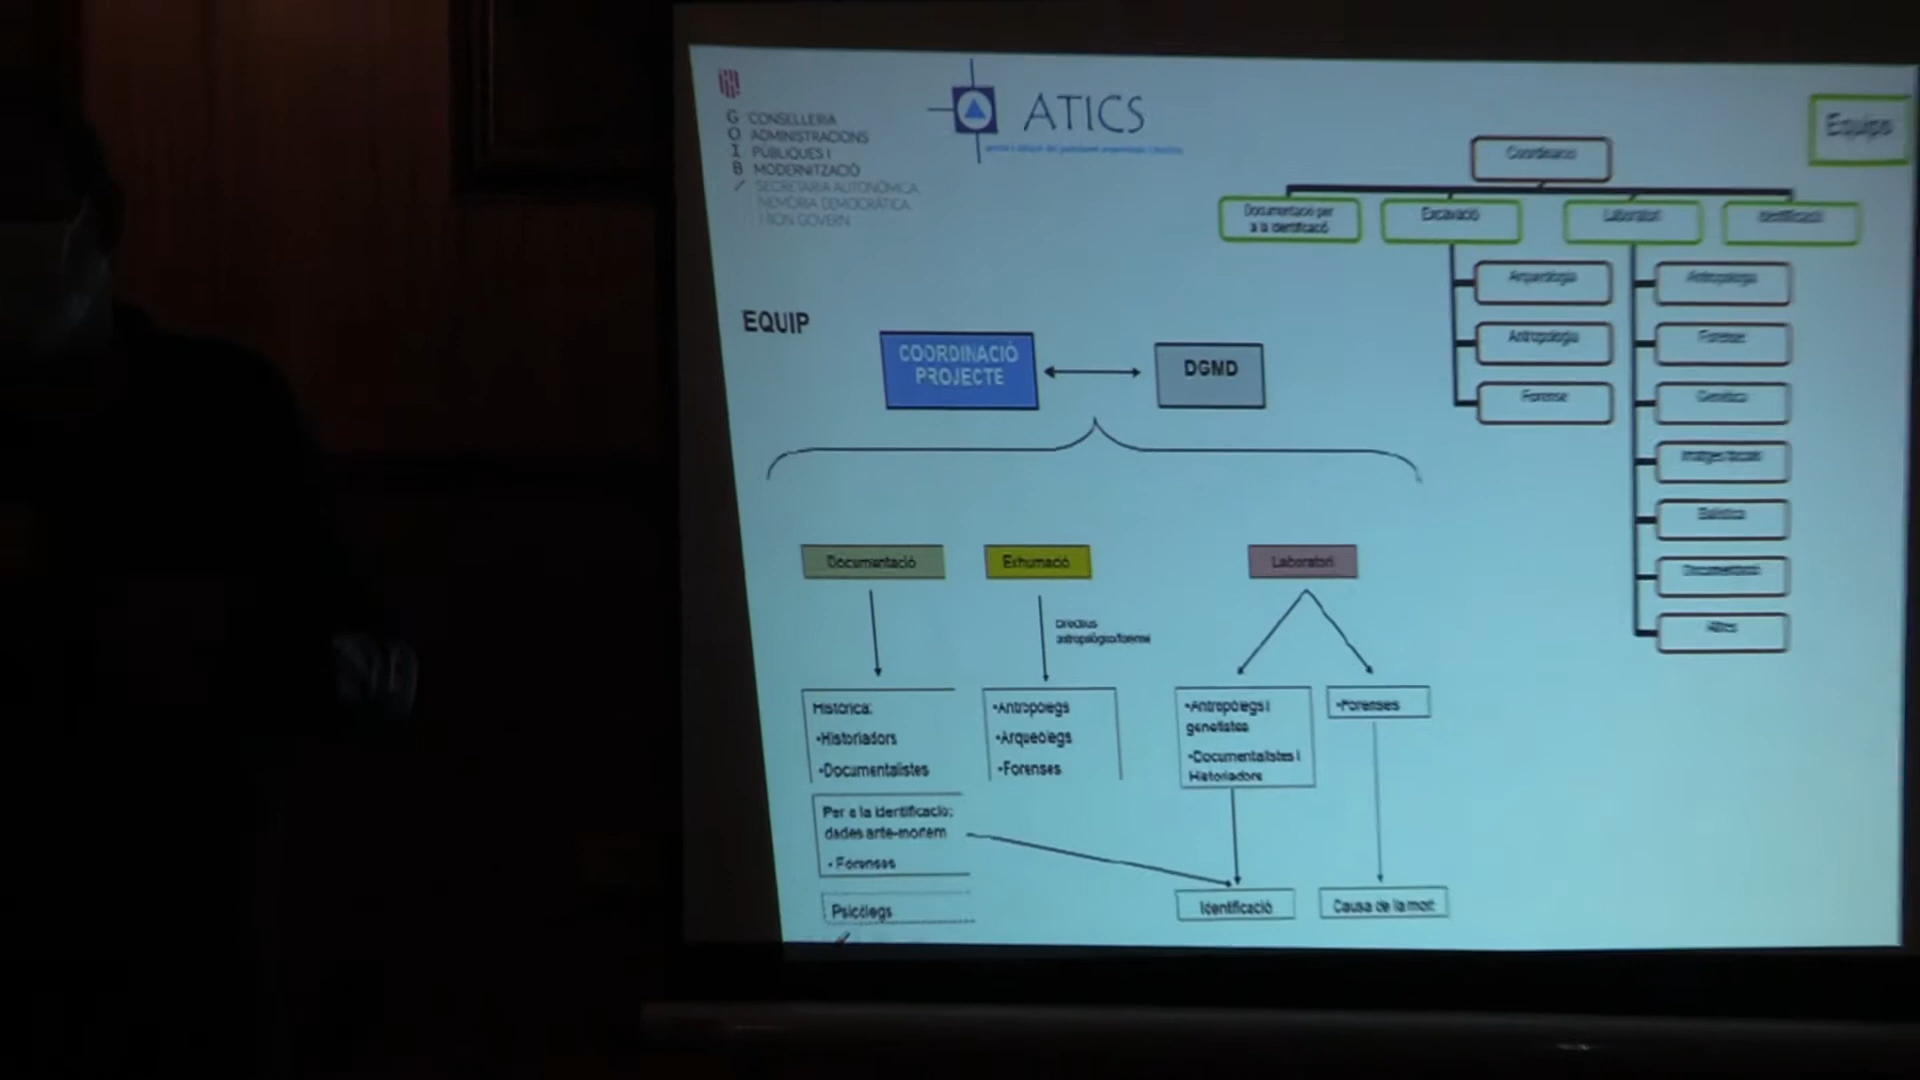 G CONSELLERIA
O ADMINISTRACIONS
I PÚBLIQUES I
B MODERNITZACIÓ
/ SECRETARIA AUTONÒMICA
MEMÒRIA DEMOCRÀTICA
I BON GOVERN
ATICS
Equipo
Coordinació
Documentació per
a la identificació
Excavació
Laboratori
Identificació
Arqueologia
Antropologia
Forense
Antropologia
Forense
Genètica
Balística
Documentació
Altres
EQUIP
COORDINACIÓ
PROJECTE
DGMD
Documentació
Exhumació
Laboratori
antropològico/forense
Històrica:
•Historiadors
•Documentalistes
•Antropòlegs
•Arqueòlegs
•Forenses
•Antropòlegs i
genetistes
•Documentalistes i
Historiadors
•Forenses
Per a la identificació:
dades ante-mortem
• Forenses
Psicòlegs
Identificació
Causa de la mort